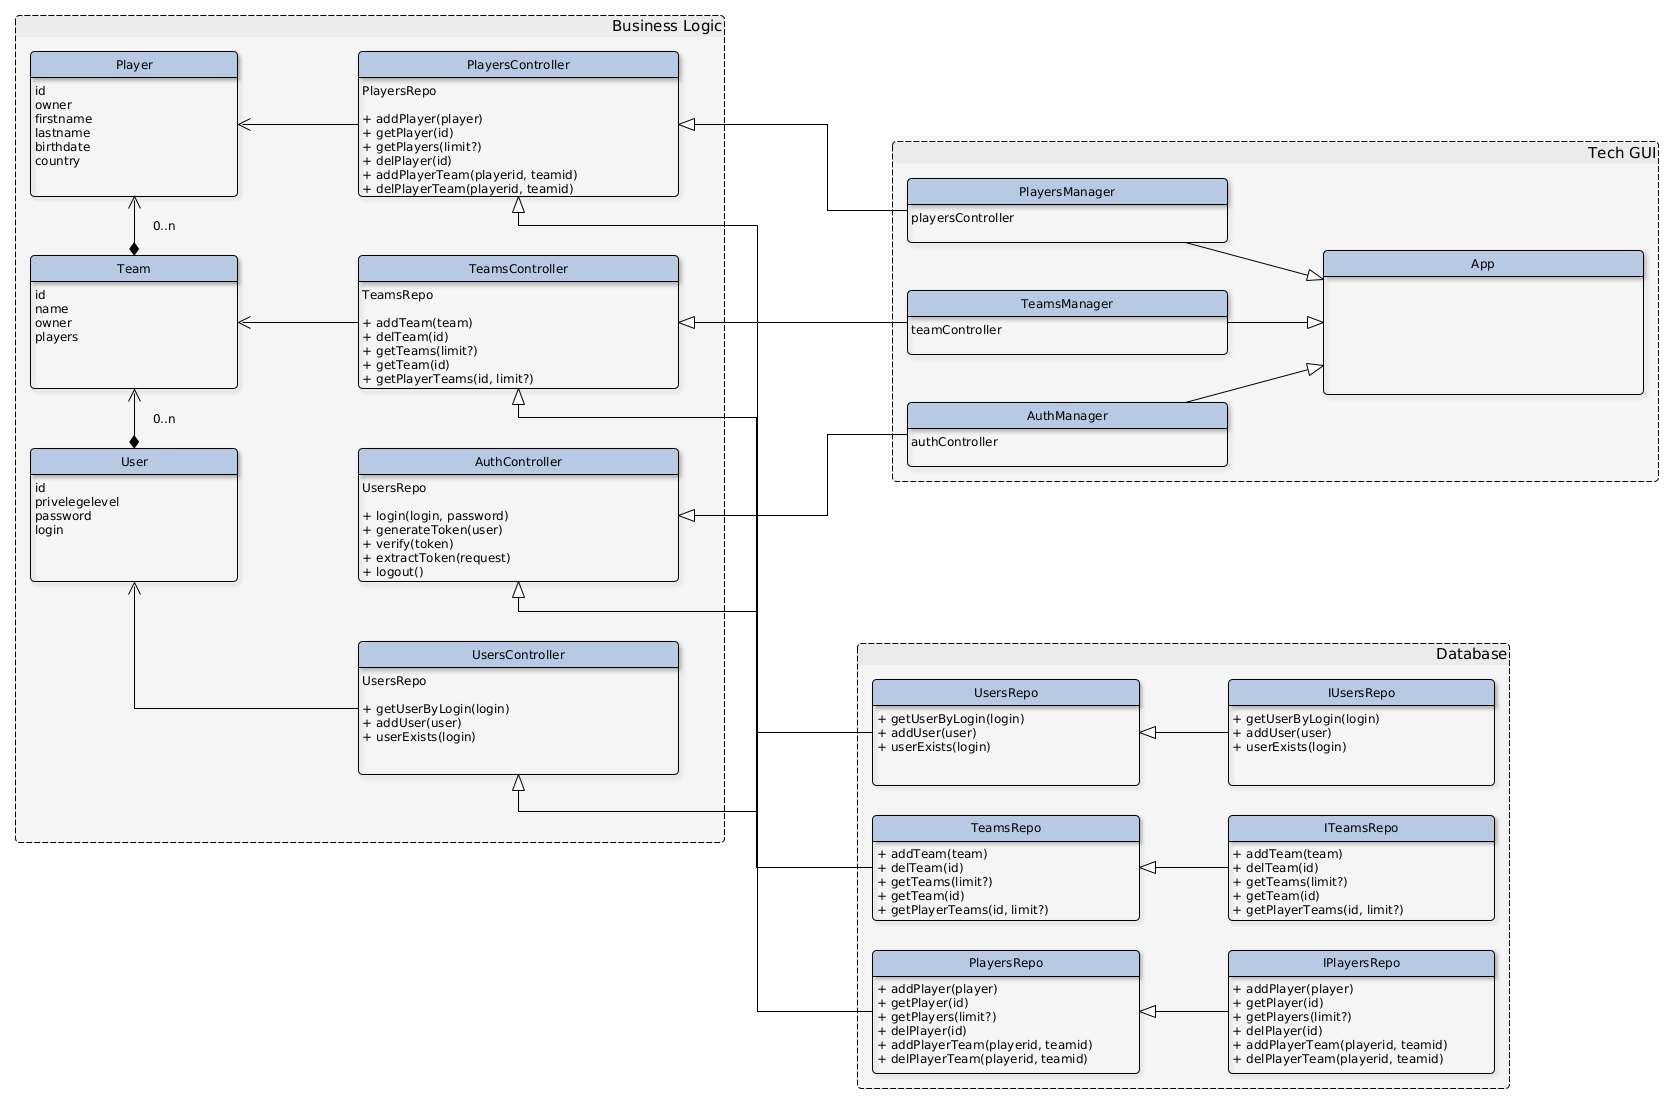 Business Logic
Player
id
owner
firstname
lastname
birthdate
country
0..n
Team
id
name
owner
players
0..n
User
id
privelegelevel
password
login
PlayersController
PlayersRepo
+ addPlayer(player)
+ getPlayer(id)
+ getPlayers(limit?)
+ delPlayer(id)
+ addPlayerTeam(playerid, teamid)
+ delPlayerTeam(playerid, teamid)
TeamsController
TeamsRepo
+ addTeam(team)
+ delTeam(id)
+ getTeams(limit?)
+ getTeam(id)
+ getPlayerTeams(id, limit?)
AuthController
UsersRepo
+ login(login, password)
+ generateToken(user)
+ verify(token)
+ extractToken(request)
+ logout()
UsersController
UsersRepo
+ getUserByLogin(login)
+ addUser(user)
+ userExists(login)
Tech GUI
PlayersManager
playersController
TeamsManager
teamController
AuthManager
authController
App
Database
UsersRepo
+ getUserByLogin(login)
+ addUser(user)
+ userExists(login)
IUsersRepo
+ getUserByLogin(login)
+ addUser(user)
+ userExists(login)
TeamsRepo
+ addTeam(team)
+ delTeam(id)
+ getTeams(limit?)
+ getTeam(id)
+ getPlayerTeams(id, limit?)
ITeamsRepo
+ addTeam(team)
+ delTeam(id)
+ getTeams(limit?)
+ getTeam(id)
+ getPlayerTeams(id, limit?)
PlayersRepo
+ addPlayer(player)
+ getPlayer(id)
+ getPlayers(limit?)
+ delPlayer(id)
+ addPlayerTeam(playerid, teamid)
+ delPlayerTeam(playerid, teamid)
IPlayersRepo
+ addPlayer(player)
+ getPlayer(id)
+ getPlayers(limit?)
+ delPlayer(id)
+ addPlayerTeam(playerid, teamid)
+ delPlayerTeam(playerid, teamid)